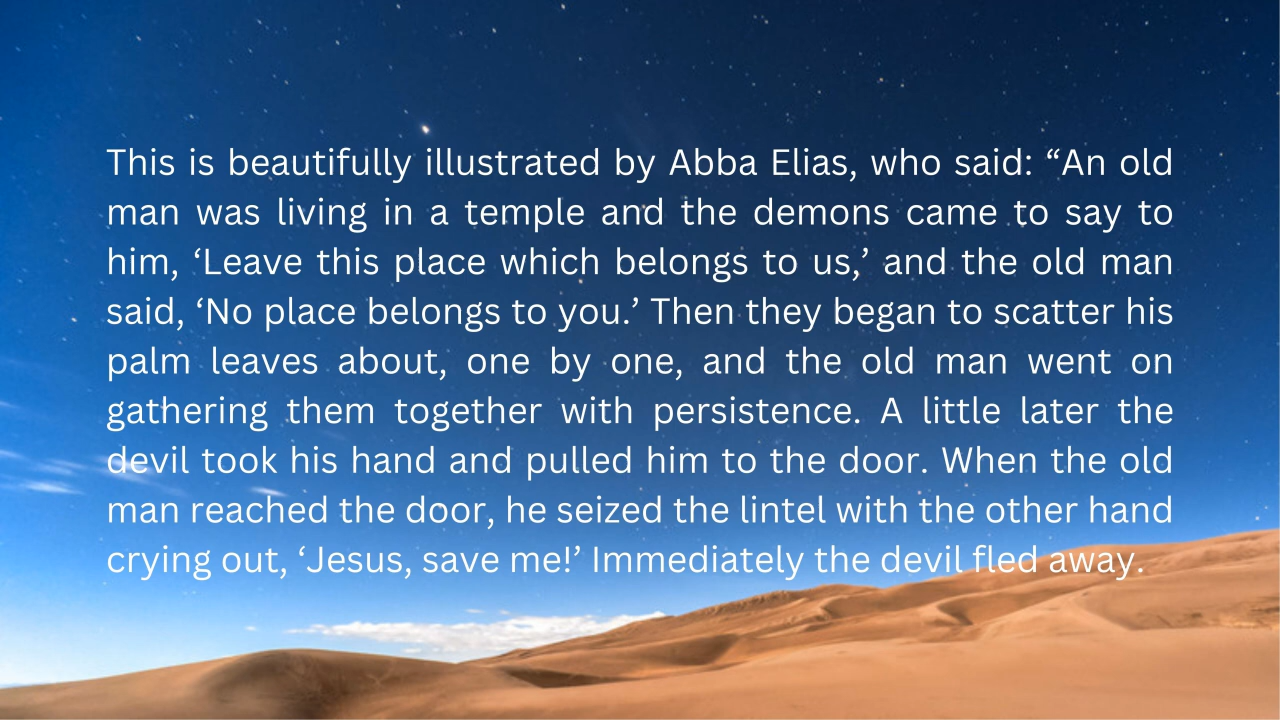 This is beautifully illustrated by Abba Elias, who said: “An old
man was living in a temple and the demons came to say to
him, ‘Leave this place which belongs to us,’ and the old man
said, ‘No place belongs to you.’ Then they began to scatter his
palm leaves about, one by one, and the old man went on
gathering them together with persistence. A little later the
devil took his hand and pulled him to the door. When the old
man reached the door, he seized the lintel with the other hand
crying out, ‘Jesus, save me!’ Immediately the devil fled away.